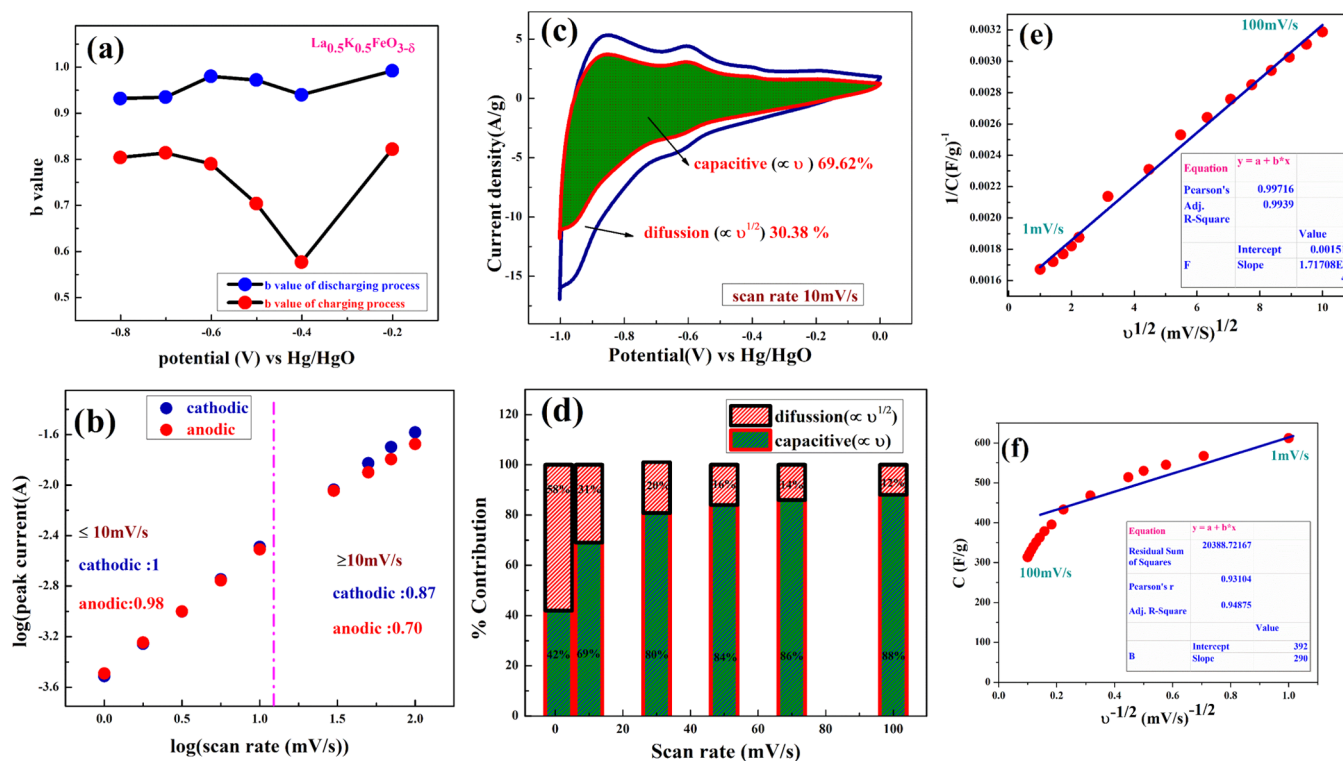 (a)
La0.5K0.5FeO3-δ
1.0
0.9
0.8
0.7
0.6
0.5
b value
b value of discharging process
b value of charging process
-0.8
-0.6
-0.4
-0.2
potential (V) vs Hg/HgO
(c)
5
0
-5
-10
-15
Current density(A/g)
capacitive (∝ υ ) 69.62%
difussion (∝ υ1/2) 30.38 %
scan rate 10mV/s
-1.0
-0.8
-0.6
-0.4
-0.2
0.0
Potential(V) vs Hg/HgO
(e)
0.0032
0.0030
0.0028
0.0026
0.0024
0.0022
0.0020
0.0018
0.0016
1/C(F/g)-1
100mV/s
1mV/s
Equation y = a + b*x
Pearson's 0.99716
Adj. 0.9939
R-Square
Value
Intercept 0.0015
F Slope 1.71708E
4
0
2
4
6
8
10
υ1/2 (mV/S)1/2
(b)
cathodic
anodic
-1.6
-2.0
-2.4
-2.8
-3.2
-3.6
log(peak current(A)
≤ 10mV/s
cathodic :1
anodic:0.98
≥10mV/s
cathodic :0.87
anodic :0.70
0.0
0.5
1.0
1.5
2.0
log(scan rate (mV/s))
(d)
difussion(∝ υ1/2)
capacitive(∝ υ)
120
100
80
60
40
20
0
% Contribution
58%
31%
20%
16%
14%
12%
42%
69%
80%
84%
86%
88%
0
20
40
60
80
100
Scan rate (mV/s)
(f)
600
500
400
300
200
100
0
C (F/g)
1mV/s
100mV/s
Equation y = a + b*x
Residual Sum 20388.72167
of Squares
Pearson's r 0.93104
Adj. R-Square 0.94875
Value
Intercept 392
B Slope 290
0.0
0.2
0.4
0.6
0.8
1.0
υ-1/2 (mV/s)-1/2